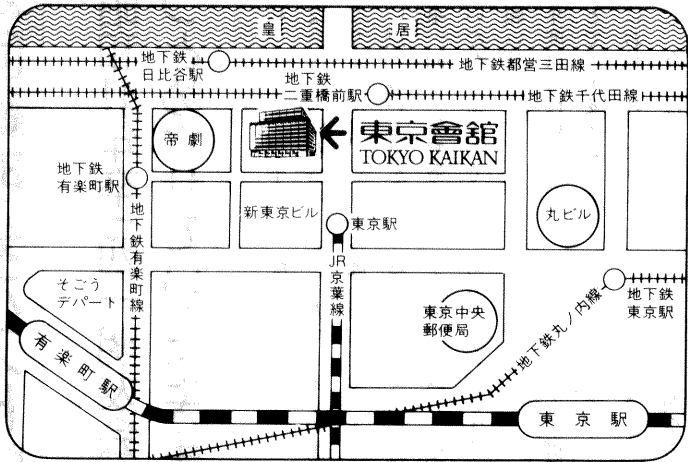 皇居
地下鉄
日比谷駅
地下鉄都営三田線
地下鉄
二重橋前駅
地下鉄千代田線
帝劇
東京會舘
TOKYO KAIKAN
地下鉄
有楽町駅
新東京ビル
東京駅
丸ビル
地下鉄有楽町線
JR京葉線
そごう
デパート
東京中央
郵便局
地下鉄丸ノ内線
地下鉄
東京駅
有楽町駅
東京駅